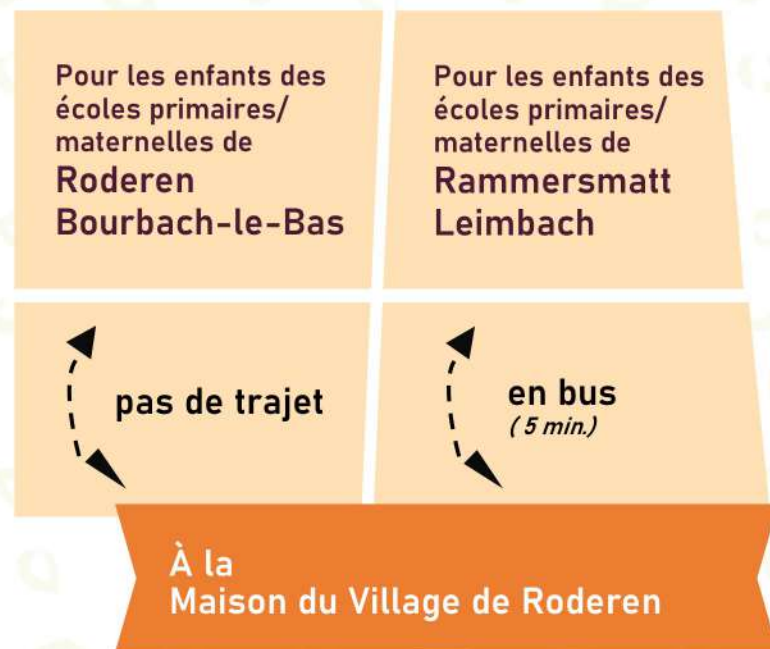 Pour les enfants des
écoles primaires/
maternelles de
Roderen
Bourbach-le-Bas
Pour les enfants des
écoles primaires/
maternelles de
Rammersmatt
Leimbach
pas de trajet
en bus
( 5 min.)
À la
Maison du Village de Roderen